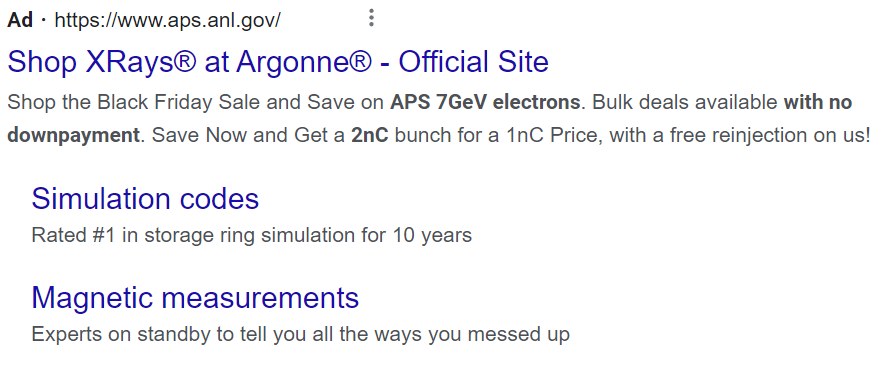 Ad · https://www.aps.anl.gov/
Shop XRays® at Argonne® - Official Site
Shop the Black Friday Sale and Save on APS 7GeV electrons. Bulk deals available with no
downpayment. Save Now and Get a 2nC bunch for a 1nC Price, with a free reinjection on us!
Simulation codes
Rated #1 in storage ring simulation for 10 years
Magnetic measurements
Experts on standby to tell you all the ways you messed up